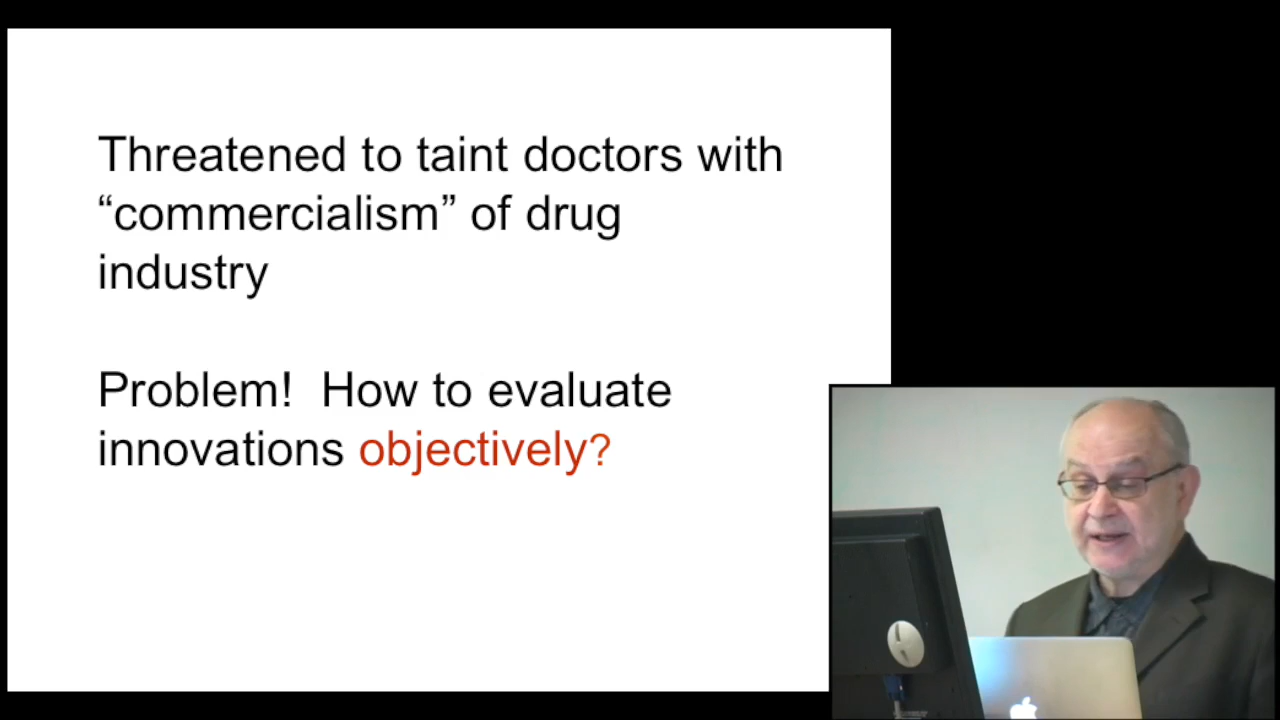 Threatened to taint doctors with
“commercialism” of drug
industry
Problem!  How to evaluate
innovations objectively?